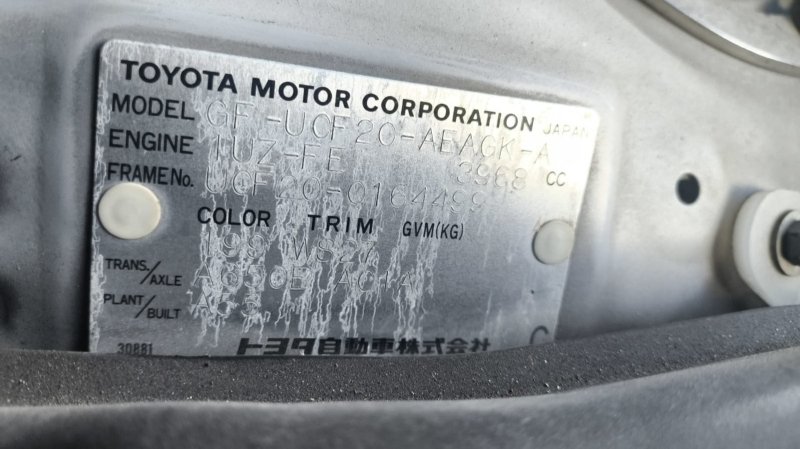 TOYOTA MOTOR CORPORATION JAPAN
MODEL GF-UCF20-AEAGK-A
ENGINE 1UZ-FE 3968 CC
FRAME No. UCF20-0164499
COLOR TRIM GVM(KG)
199 WS27
TRANS./AXLE
PLANT/BUILT
30881 トヨタ自動車株式会社 C